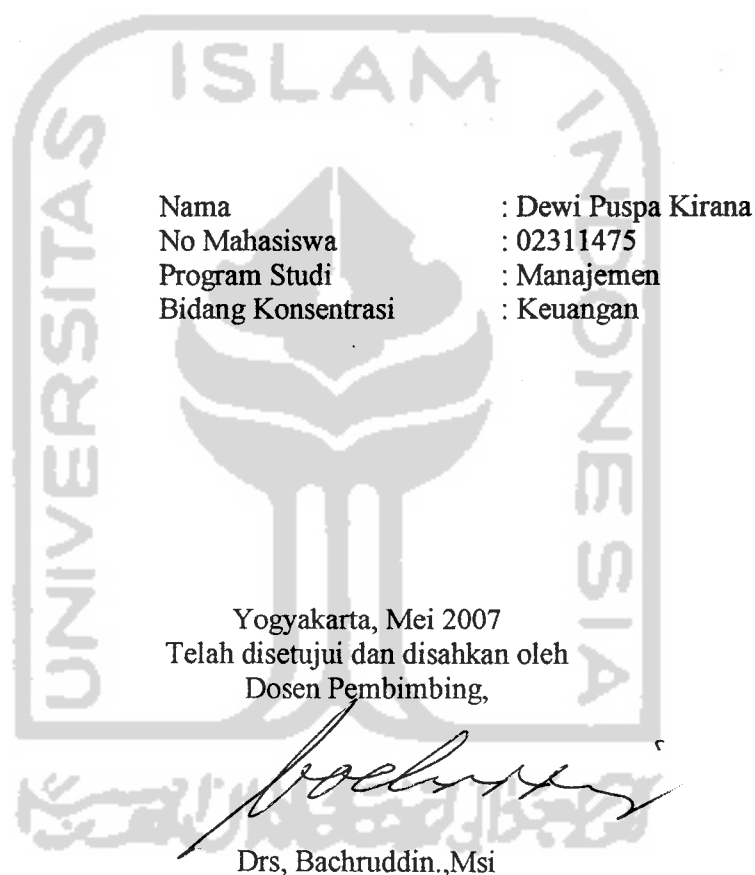 UNIVERSITAS ISLAM INDONESIA
Nama : Dewi Puspa Kirana
No Mahasiswa : 02311475
Program Studi : Manajemen
Bidang Konsentrasi : Keuangan
Yogyakarta, Mei 2007
Telah disetujui dan disahkan oleh
Dosen Pembimbing,
Drs, Bachruddin.,Msi